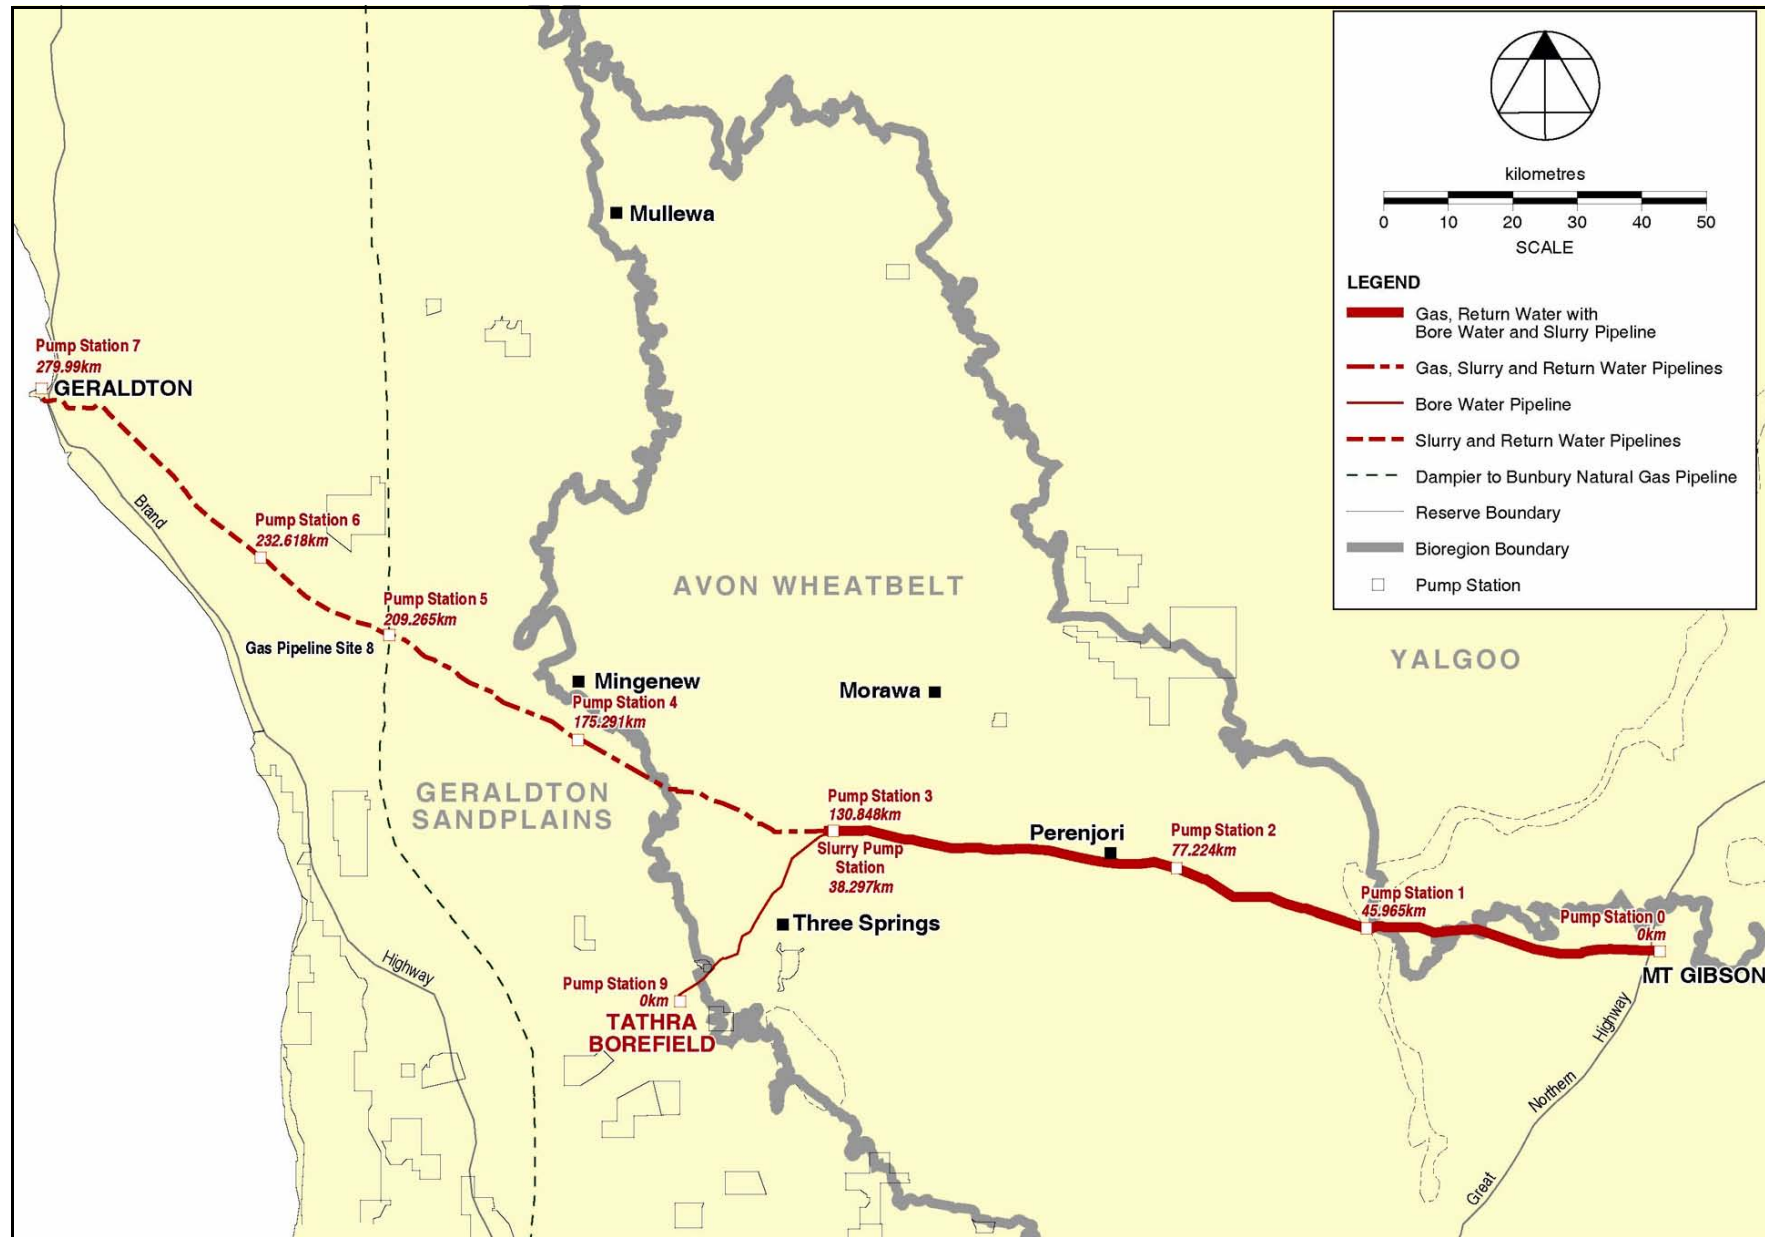 kilometres
0 10 20 30 40 50
SCALE
LEGEND
Gas, Return Water with
Bore Water and Slurry Pipeline
Gas, Slurry and Return Water Pipelines
Bore Water Pipeline
Slurry and Return Water Pipelines
Dampier to Bunbury Natural Gas Pipeline
Reserve Boundary
Bioregion Boundary
Pump Station
Mullewa
Pump Station 7
279.99km
GERALDTON
Brand
Pump Station 6
232.618km
Pump Station 5
209.265km
Gas Pipeline Site 8
AVON WHEATBELT
YALGOO
Mingenew
Morawa
Pump Station 4
175.291km
GERALDTON
SANDPLAINS
Pump Station 3
130.848km
Slurry Pump
Station
38.297km
Perenjori
Pump Station 2
77.224km
Pump Station 1
45.965km
Pump Station 0
0km
MT GIBSON
Three Springs
Highway
Pump Station 9
0km
TATHRA
BOREFIELD
Highway
Northern
Great